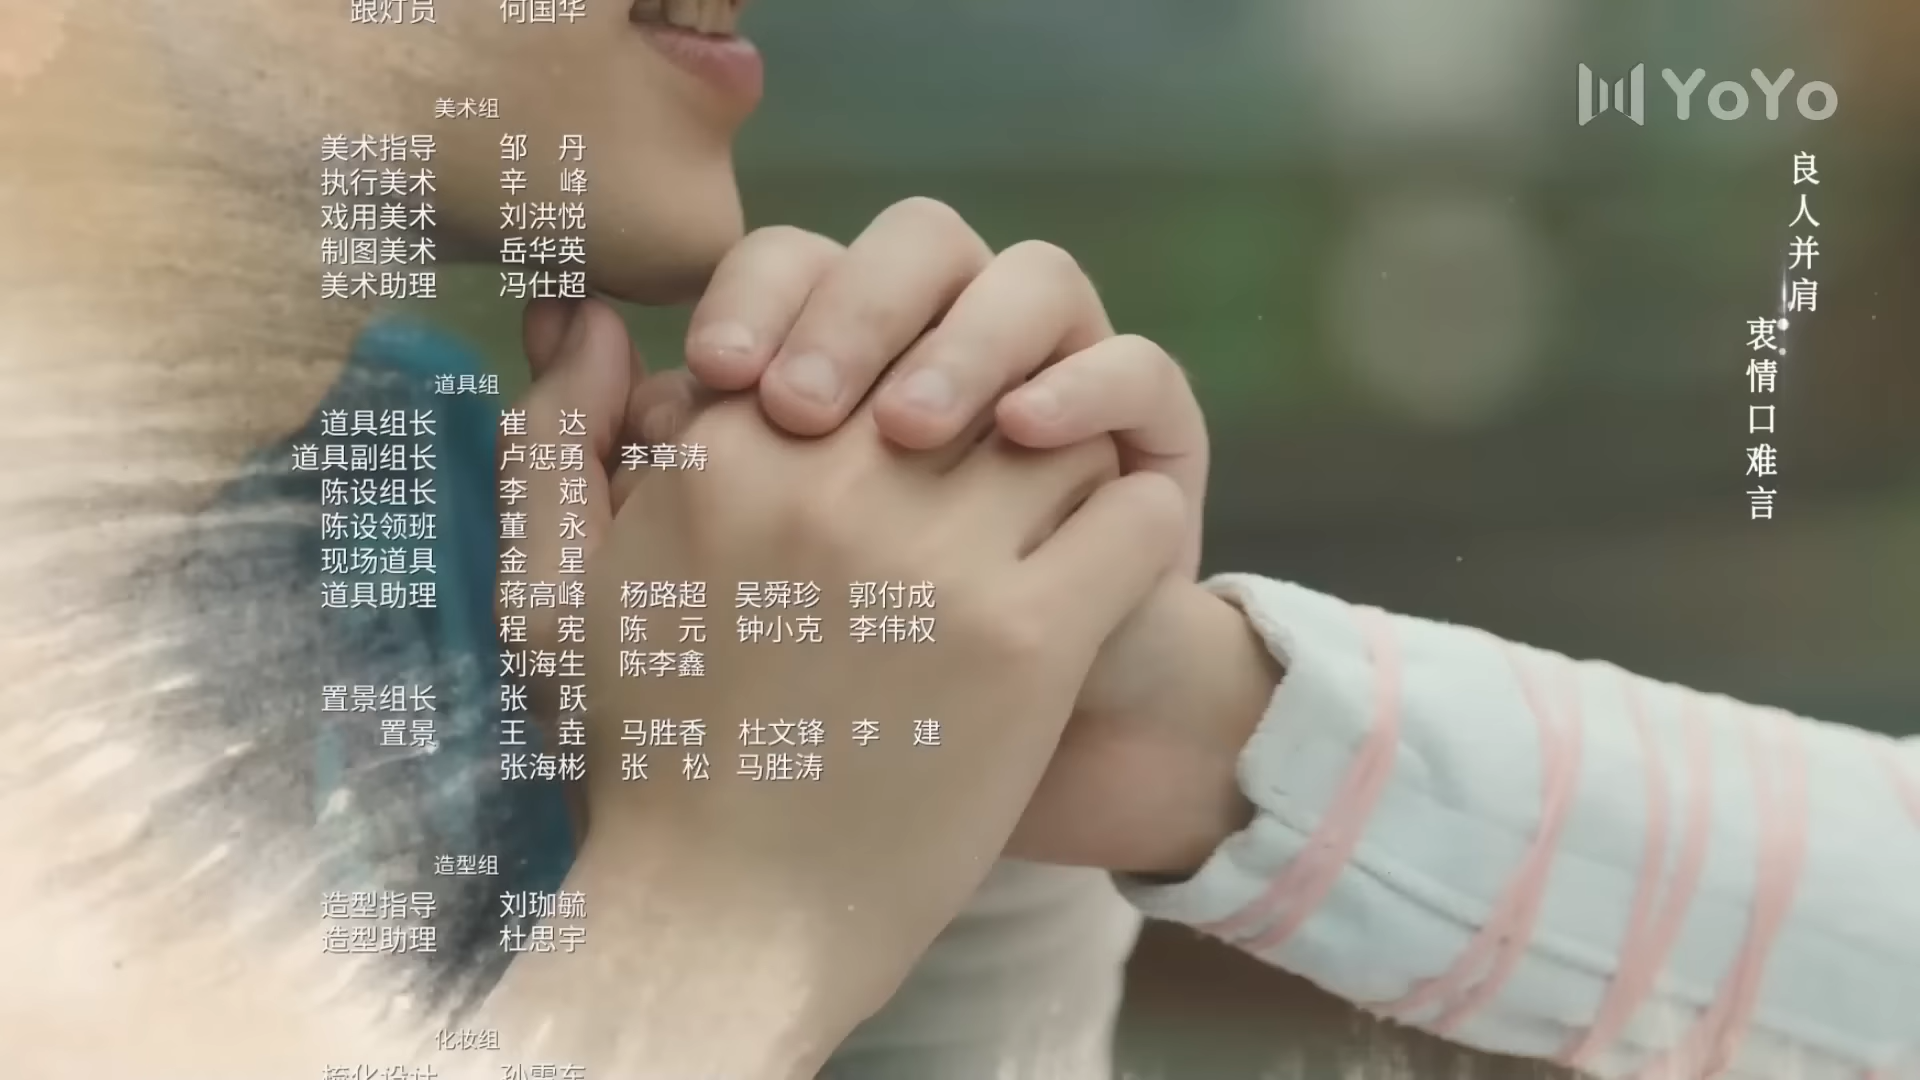 跟灯员 何国华
美术组
美术指导 邹丹
执行美术 辛峰
戏用美术 刘洪悦
制图美术 岳华英
美术助理 冯仕超
道具组
道具组长 崔达
道具副组长 卢惩勇 李章涛
陈设组长 李斌
陈设领班 董永
现场道具 金星
道具助理 蒋高峰 杨路超 吴舜珍 郭付成
程宪 陈元 钟小克 李伟权
刘海生 陈李鑫
置景组长 张跃
置景 王垚 马胜香 杜文锋 李建
张海彬 张松 马胜涛
造型组
造型指导 刘珈毓
造型助理 杜思宇
化妆组
YoYo
良人并肩
衷情口难言